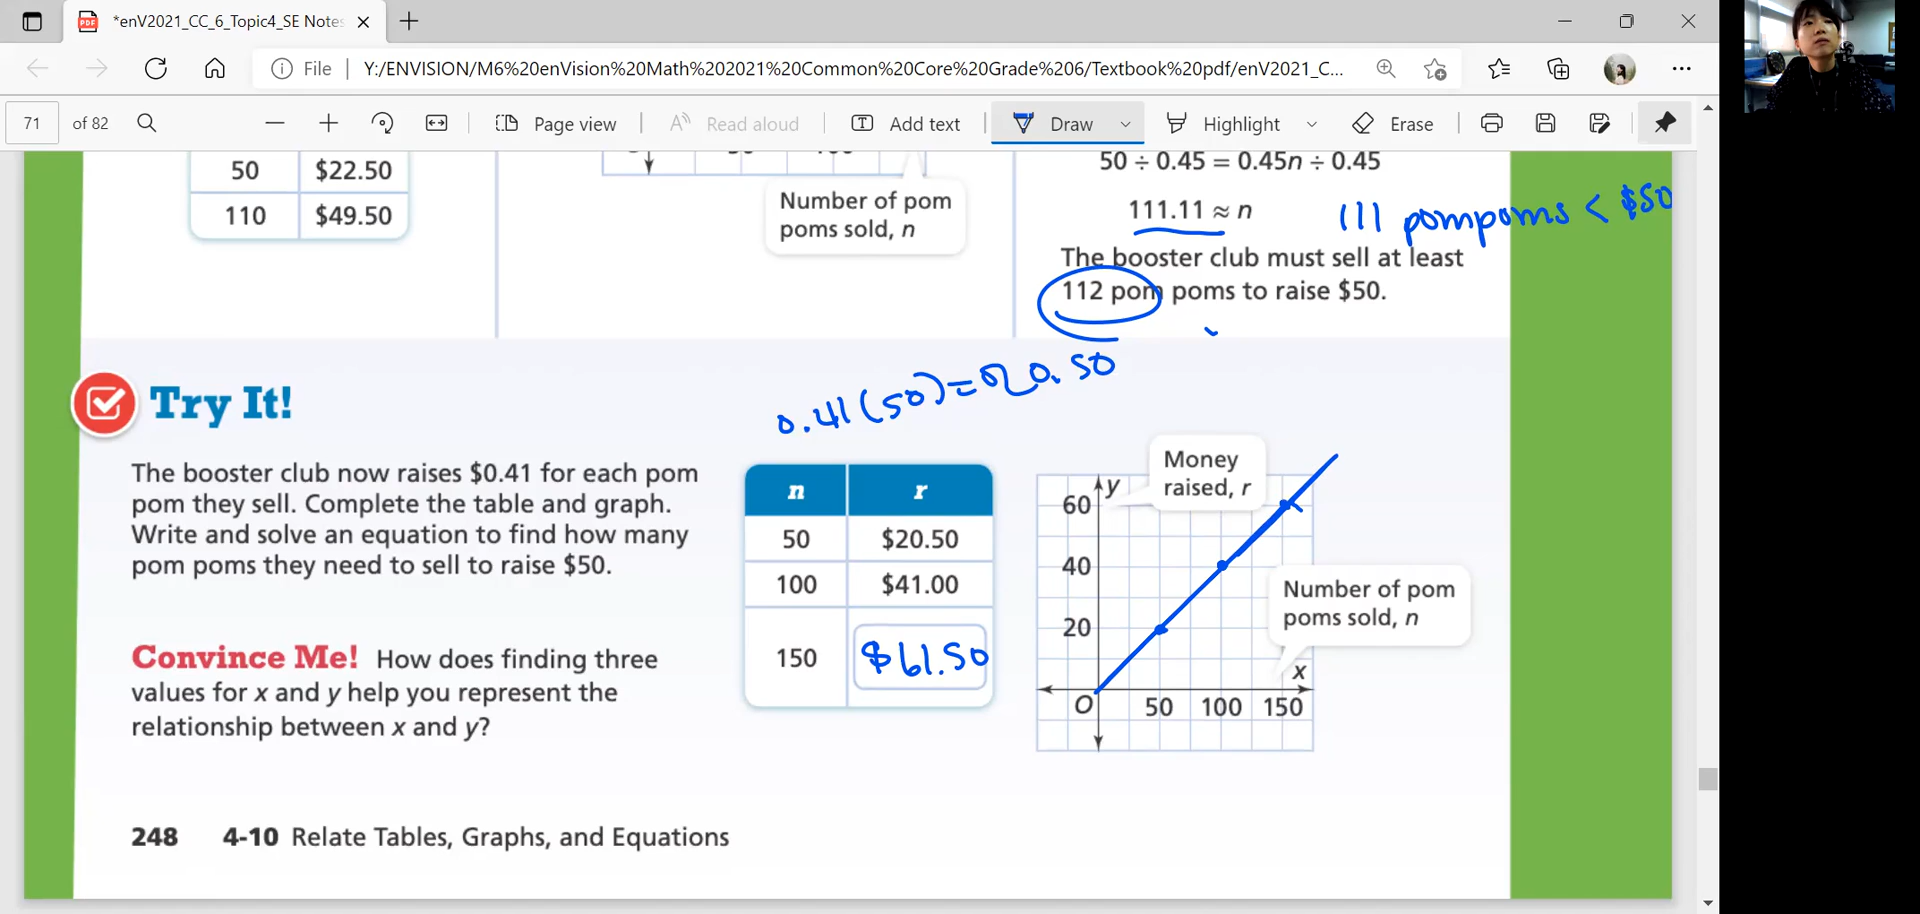 *enV2021_CC_6_Topic4_SE Notes
File
Y:/ENVISION/M6%20enVision%20Math%202021%20Common%20Core%20Grade%206/Textbook%20pdf/enV2021_C...
71 of 82
Page view
Read aloud
Add text
Draw
Highlight
Erase
50 $22.50
110 $49.50
Number of pom
poms sold, n
50 ÷ 0.45 = 0.45n ÷ 0.45
111.11 ≈ n
111 pompoms < $50
The booster club must sell at least
112 pom poms to raise $50.
Try It!
0.41(50)=20.50
The booster club now raises $0.41 for each pom
pom they sell. Complete the table and graph.
Write and solve an equation to find how many
pom poms they need to sell to raise $50.
Convince Me! How does finding three
values for x and y help you represent the
relationship between x and y?
n r
50 $20.50
100 $41.00
150 $61.50
Money
raised, r
y
60
40
20
O 50 100 150
x
Number of pom
poms sold, n
248 4-10 Relate Tables, Graphs, and Equations